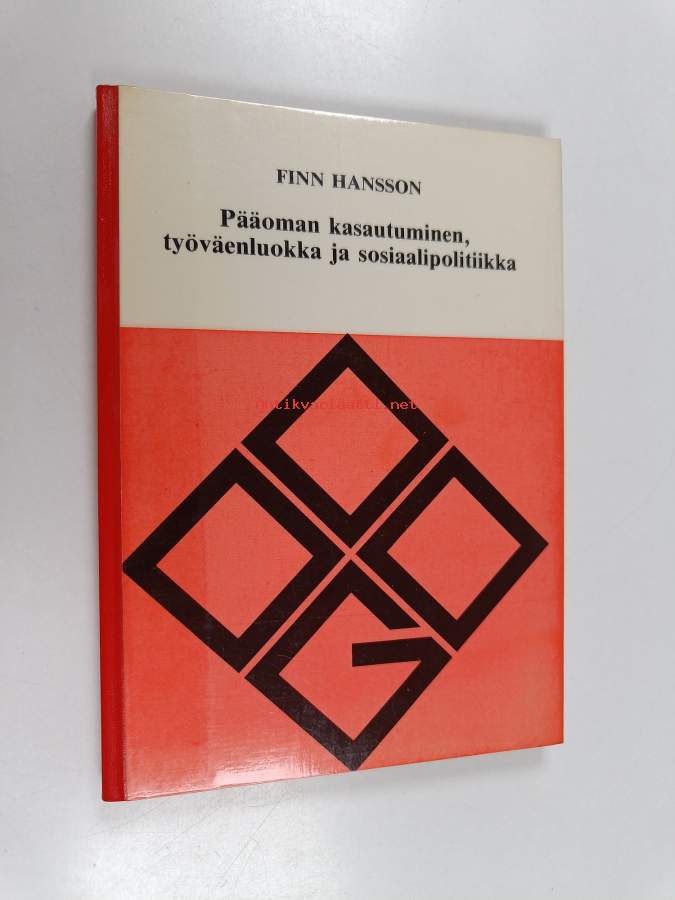 FINN HANSSON
Pääoman kasautuminen,
työväenluokka ja sosiaalipolitiikka
Antikvariaatti.net
G